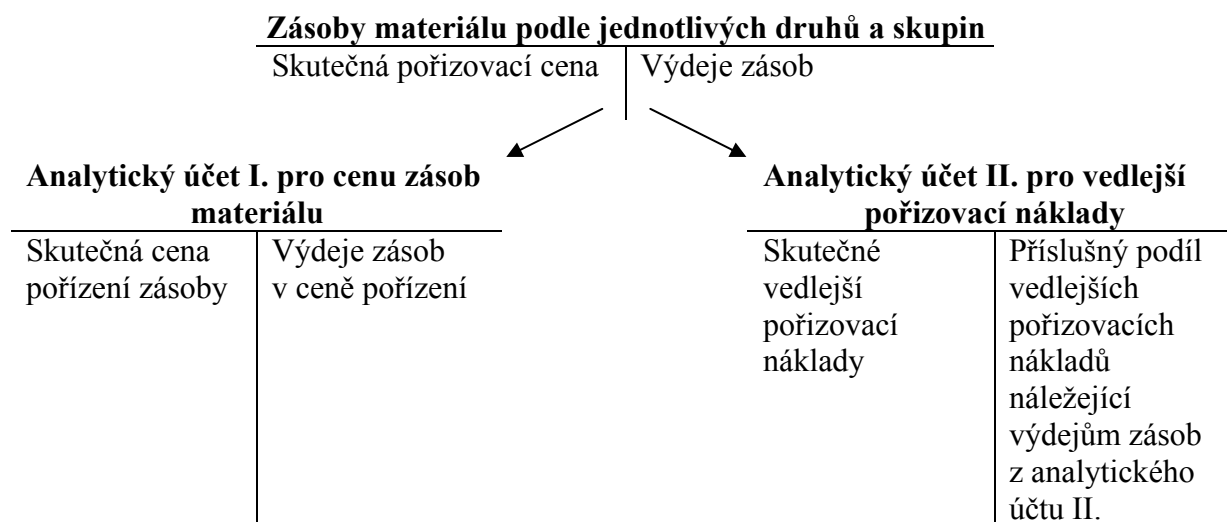 Zásoby materiálu podle jednotlivých druhů a skupin
Skutečná pořizovací cena
Výdeje zásob
Analytický účet I. pro cenu zásob
materiálu
Skutečná cena
pořízení zásoby
Výdeje zásob
v ceně pořízení
Analytický účet II. pro vedlejší
pořizovací náklady
Skutečné
vedlejší
pořizovací
náklady
Příslušný podíl
vedlejších
pořizovacích
nákladů
náležející
výdejům zásob
z analytického
účtu II.